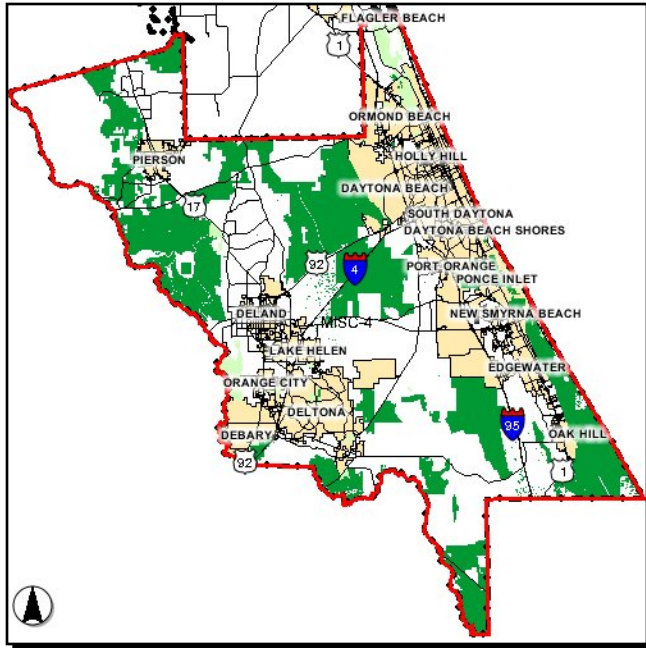 FLAGLER BEACH
1
ORMOND BEACH
HOLLY HILL
PIERSON
DAYTONA BEACH
17
SOUTH DAYTONA
DAYTONA BEACH SHORES
92
4
PORT ORANGE
PONCE INLET
DELAND
MISC-4
NEW SMYRNA BEACH
LAKE HELEN
EDGEWATER
ORANGE CITY
DELTONA
95
DEBARY
OAK HILL
92
1